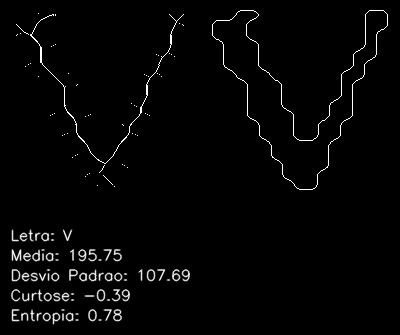 V V
Letra: V
Media: 195.75
Desvio Padrao: 107.69
Curtose: −0.39
Entropia: 0.78